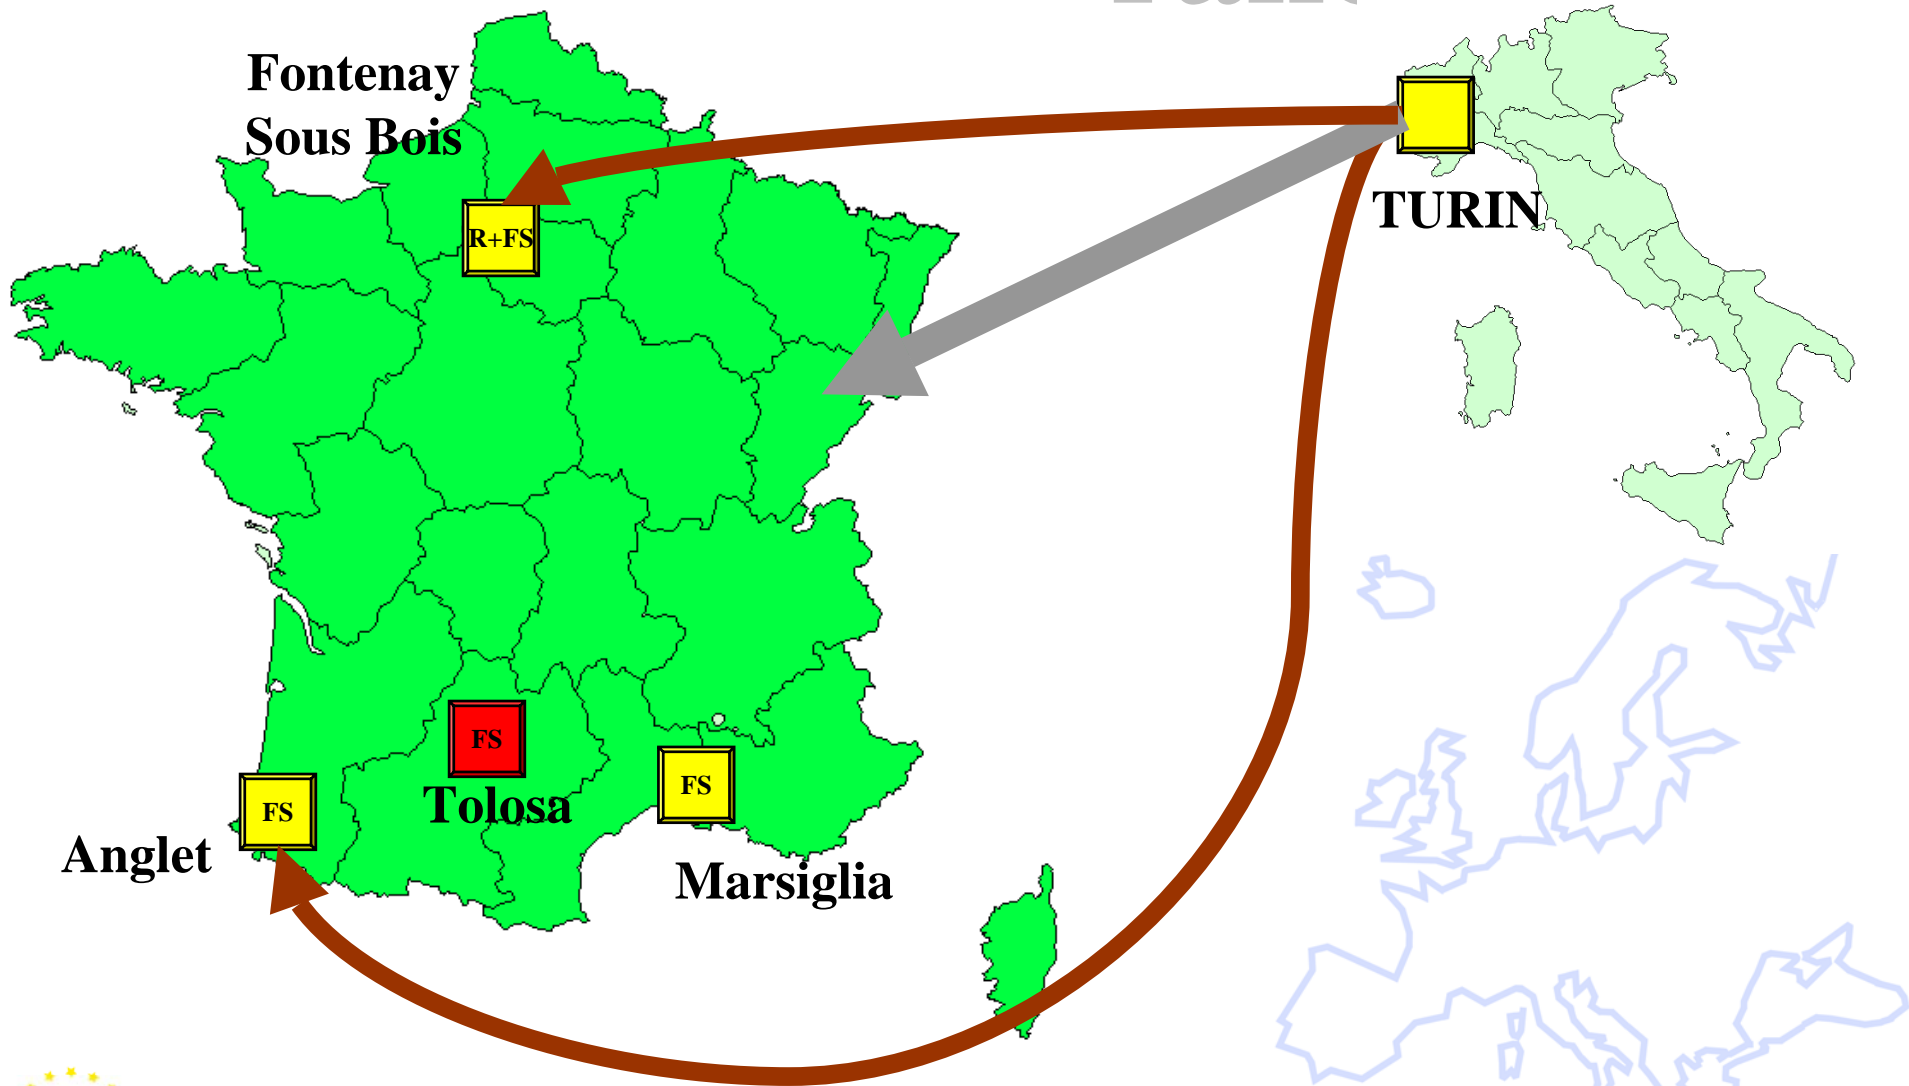 Fontenay
Sous Bois
TURIN
R+FS
FS
Tolosa
FS
FS
Anglet
Marsiglia